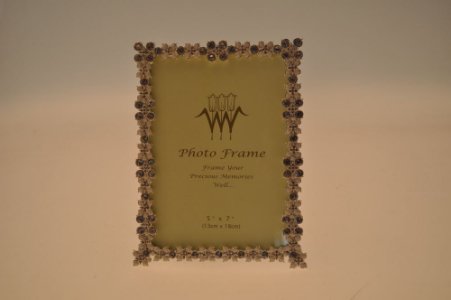 Photo Frame
Frame Your
Precious Memories
Well...
5" x 7"
(13cm x 18cm)